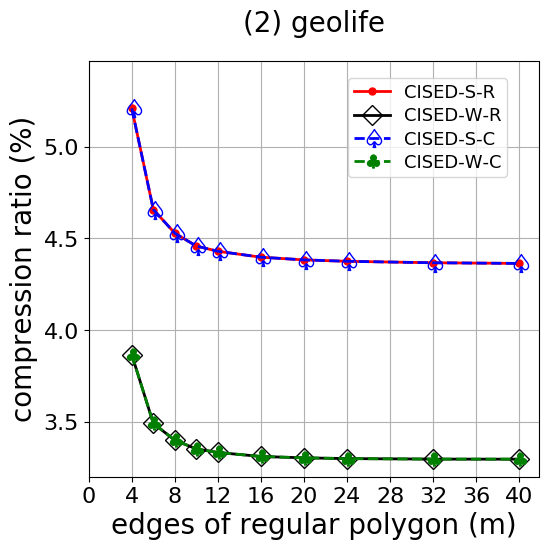 (2) geolife
CISED-S-R
CISED-W-R
CISED-S-C
CISED-W-C
compression ratio (%)
5.0
4.5
4.0
3.5
0 4 8 12 16 20 24 28 32 36 40
edges of regular polygon (m)